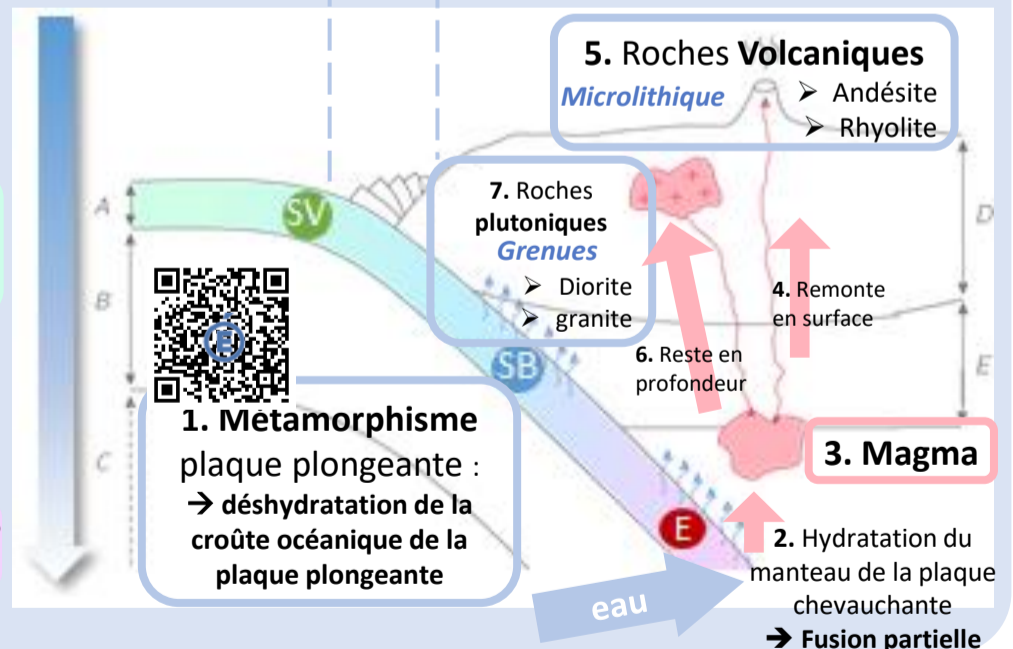 5. Roches Volcaniques
Microlithique
➢ Andésite
➢ Rhyolite
A
SV
7. Roches
plutoniques
Grenues
➢ Diorite
➢ granite
D
B
É
4. Remonte
en surface
SB
6. Reste en
profondeur
E
1. Métamorphisme
plaque plongeante :
→ déshydratation de la
croûte océanique de la
plaque plongeante
C
3. Magma
E
2. Hydratation du
manteau de la plaque
chevauchante
→ Fusion partielle
eau